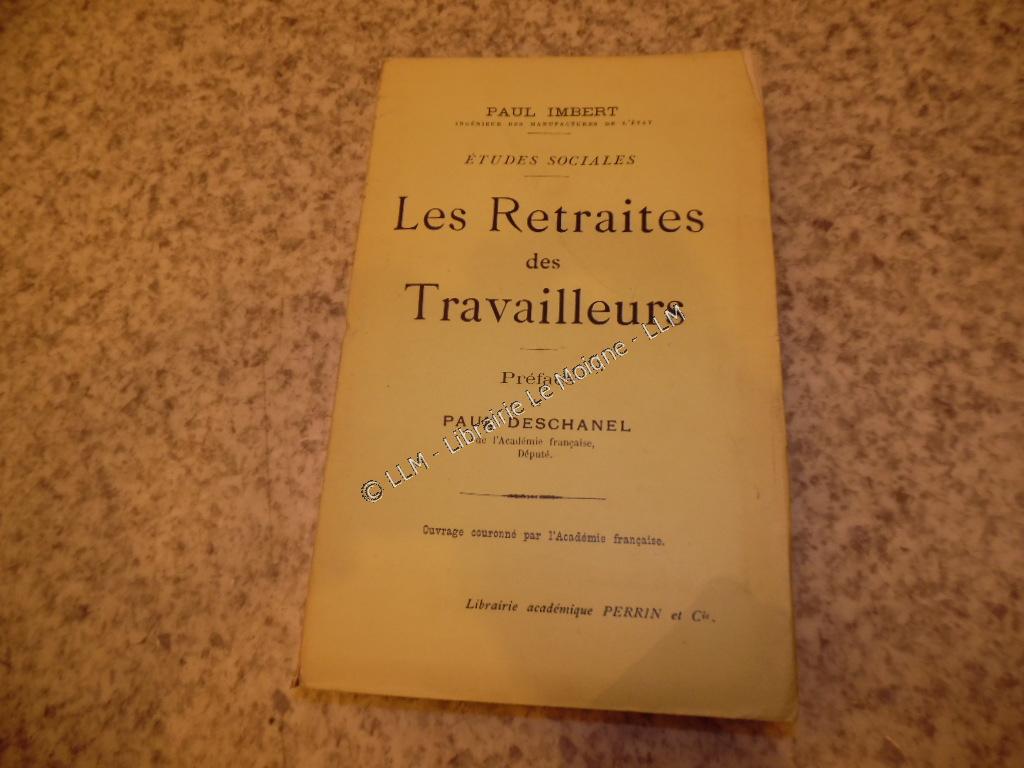 PAUL IMBERT
INGÉNIEUR DES MANUFACTURES DE L'ÉTAT
ÉTUDES SOCIALES
Les Retraites
des
Travailleurs
Préface
PAUL DESCHANEL
de l'Académie française,
Député.
© LLM - Librairie Le Moigne - LLM
Ouvrage couronné par l'Académie française.
Librairie académique PERRIN et Cie.